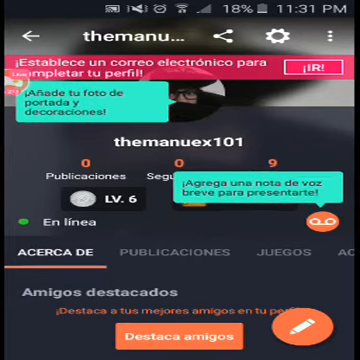 18% 11:31 PM
themanu...
¡Establece un correo electrónico para
completar tu perfil!
¡IR!
¡Añade tu foto de
portada y
decoraciones!
themanuex101
0 0 9
Publicaciones
¡Agrega una nota de voz
breve para presentarte!
LV. 6
En línea
ACERCA DE PUBLICACIONES JUEGOS
Amigos destacados
¡Destaca a tus mejores amigos en tu
Destaca amigos